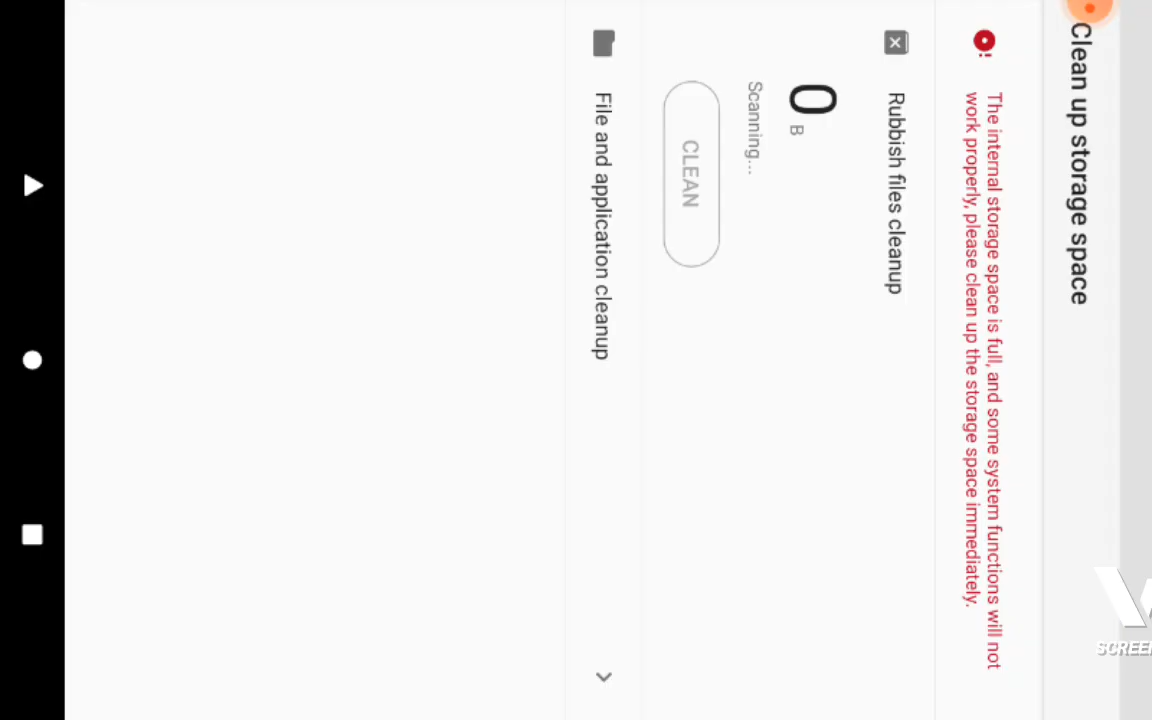 Clean up storage space
The internal storage space is full, and some system functions will not
work properly, please clean up the storage space immediately.
Rubbish files cleanup
0 B
Scanning...
CLEAN
File and application cleanup